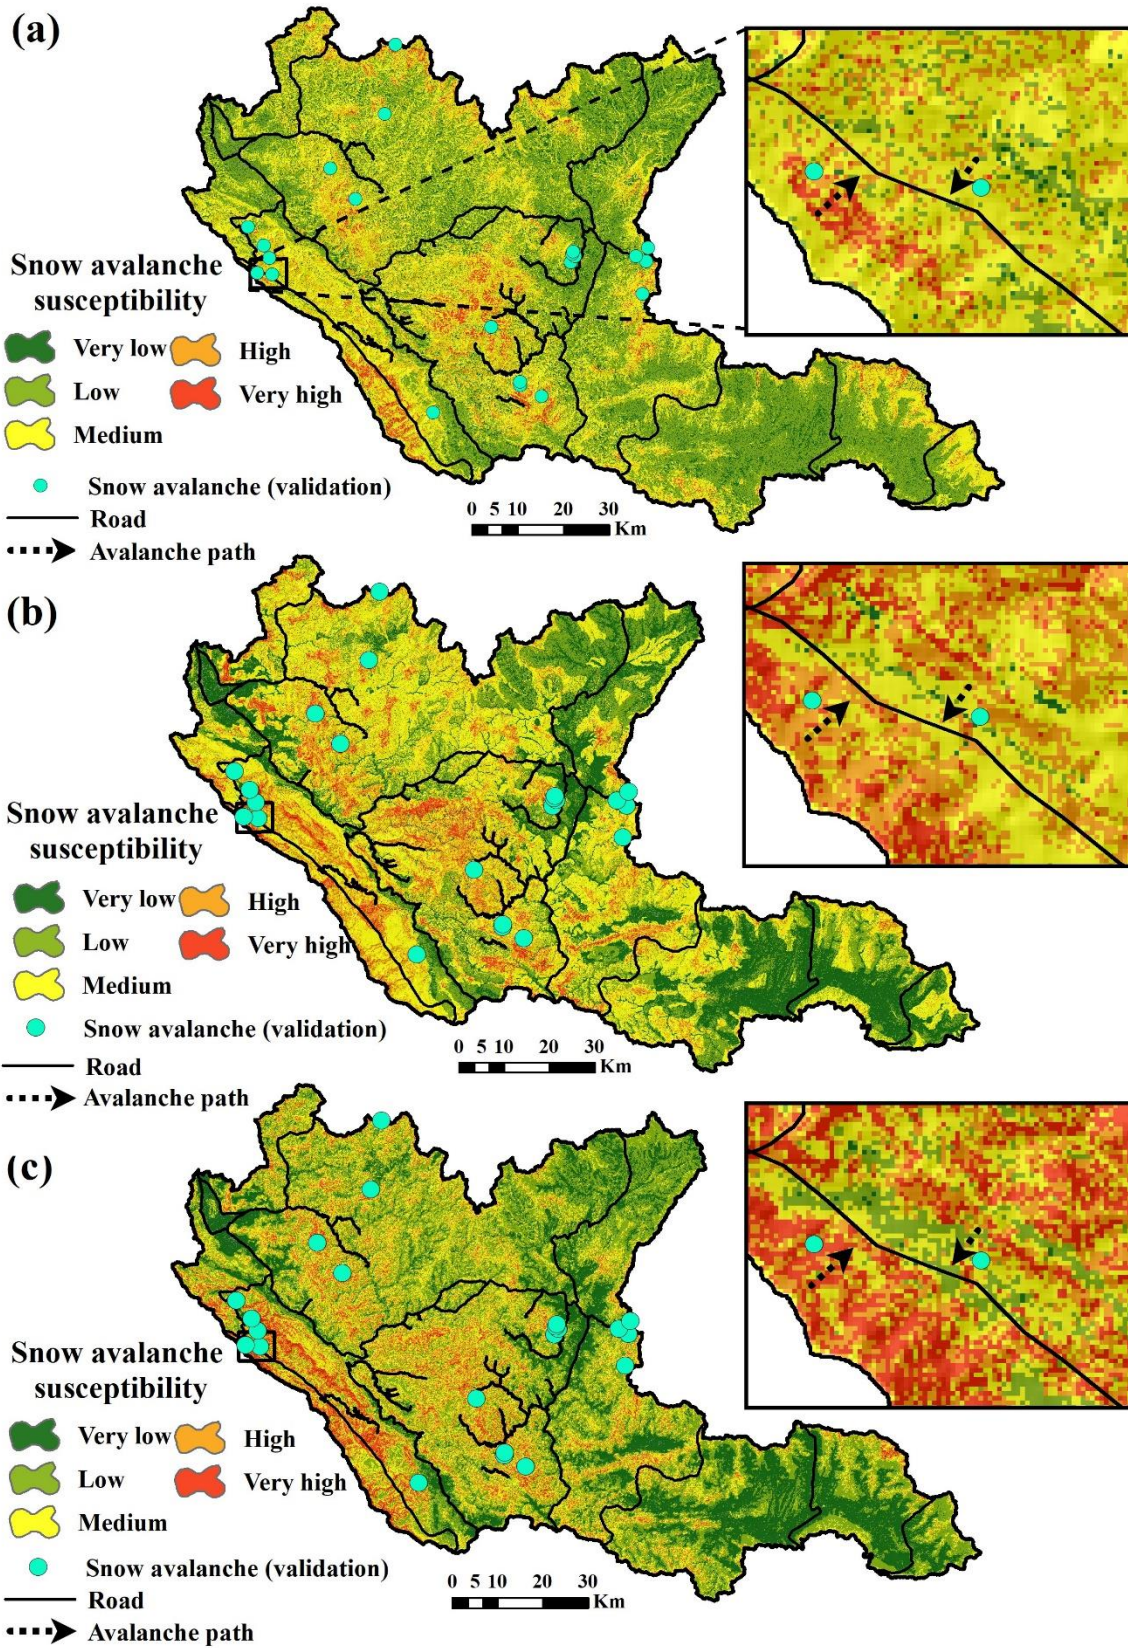 (a)
Snow avalanche
susceptibility
Very low
High
Low
Very high
Medium
Snow avalanche (validation)
Road
Avalanche path
0 5 10 20 30
Km
(b)
Snow avalanche
susceptibility
Very low
High
Low
Very high
Medium
Snow avalanche (validation)
Road
Avalanche path
0 5 10 20 30
Km
(c)
Snow avalanche
susceptibility
Very low
High
Low
Very high
Medium
Snow avalanche (validation)
Road
Avalanche path
0 5 10 20 30
Km